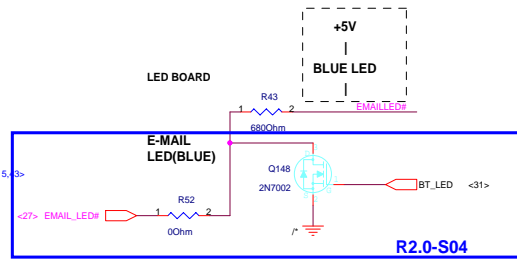 +5V
|
BLUE LED
|
LED BOARD
R43
1 2
EMAILLED#
680Ohm
E-MAIL
LED(BLUE)
Q148
2N7002
BT_LED <31>
5,43>
R52
<27> EMAIL_LED# 1 2
0Ohm
/*
R2.0-S04